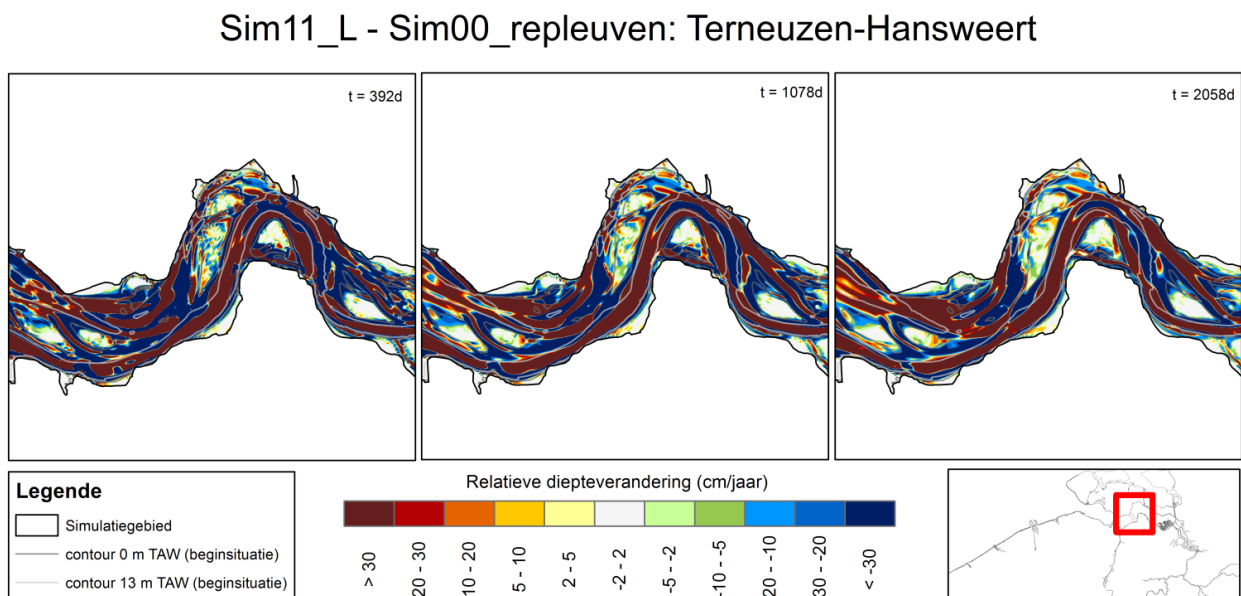 Sim11_L - Sim00_repleuven: Terneuzen-Hansweert
t = 392d
t = 1078d
t = 2058d
Legende
Simulatiegebied
contour 0 m TAW (beginsituatie)
contour 13 m TAW (beginsituatie)
Relatieve diepteverandering (cm/jaar)
> 30
20 - 30
10 - 20
5 - 10
2 - 5
-2 - 2
-5 - -2
-10 - -5
20 - -10
30 - -20
< -30